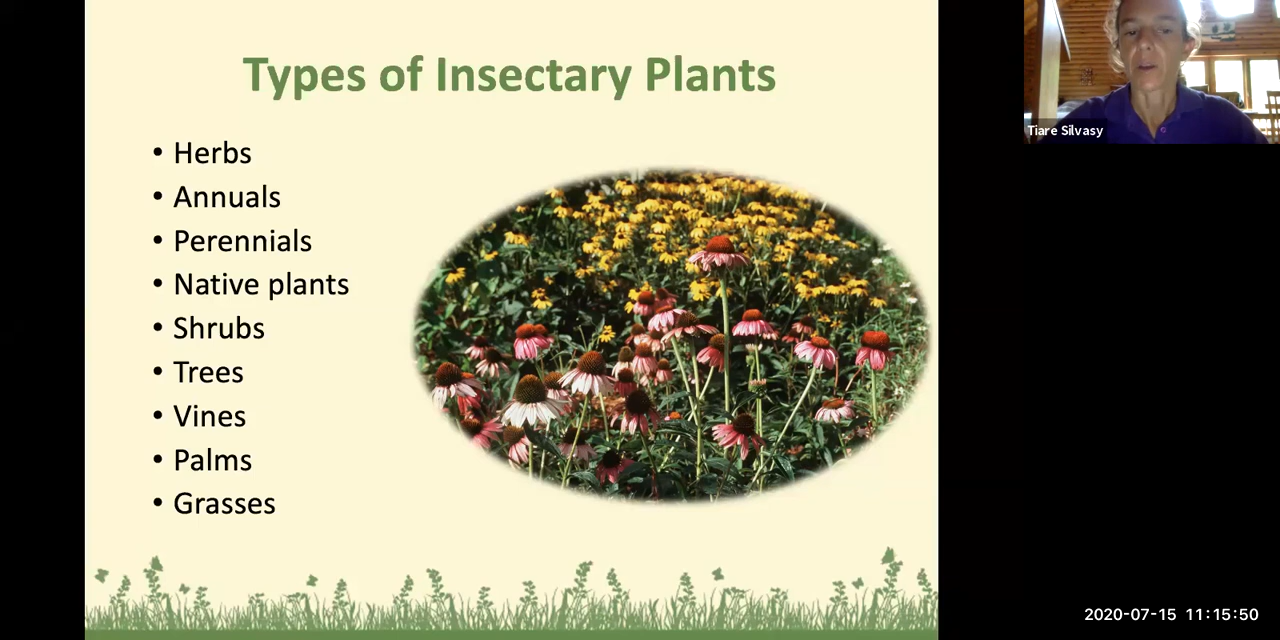 Types of Insectary Plants
• Herbs
• Annuals
• Perennials
• Native plants
• Shrubs
• Trees
• Vines
• Palms
• Grasses
Tiare Silvasy
2020-07-15 11:15:50